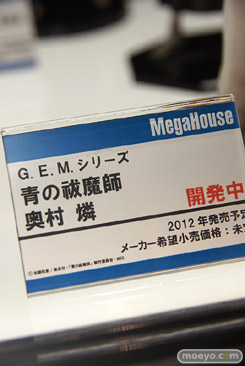 MegaHouse
G.E.M.シリーズ
青の祓魔師
奥村 燐
開発中
2012年発売予定
メーカー希望小売価格：未
moeyo.com